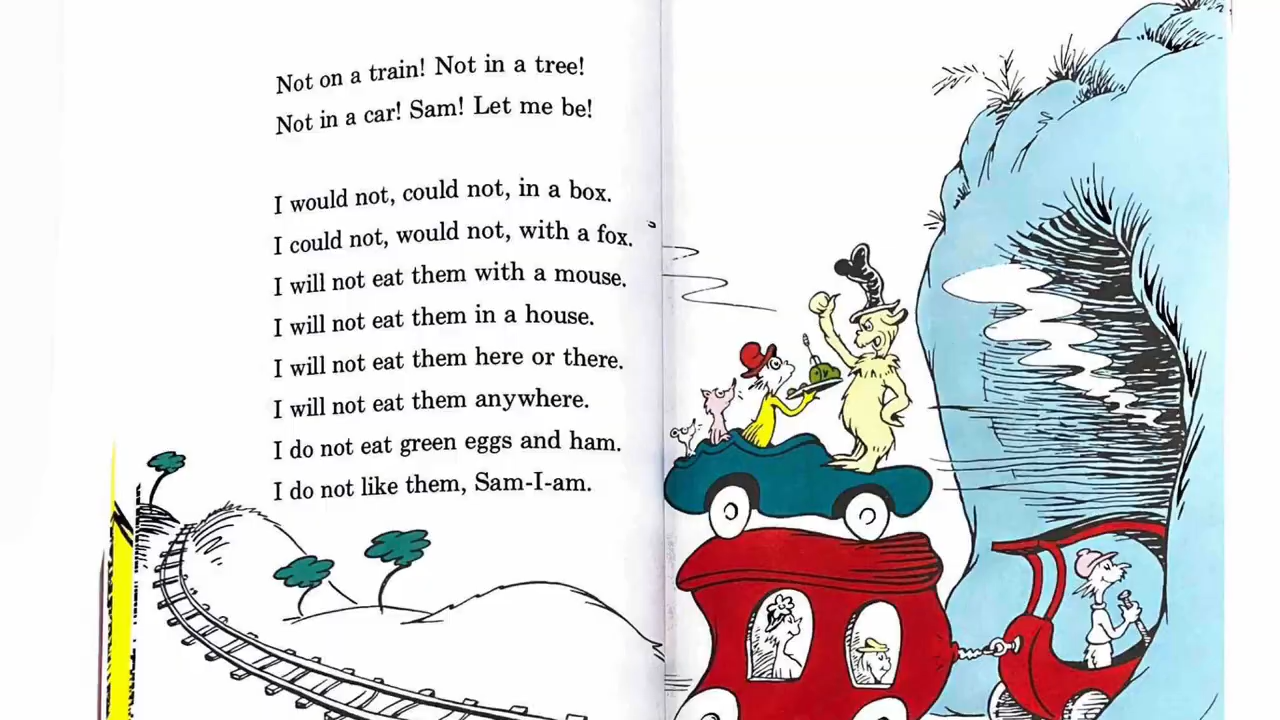 Not on a train! Not in a tree!
Not in a car! Sam! Let me be!
I would not, could not, in a box.
I could not, would not, with a fox.
I will not eat them with a mouse.
I will not eat them in a house.
I will not eat them here or there.
I will not eat them anywhere.
I do not eat green eggs and ham.
I do not like them, Sam-I-am.